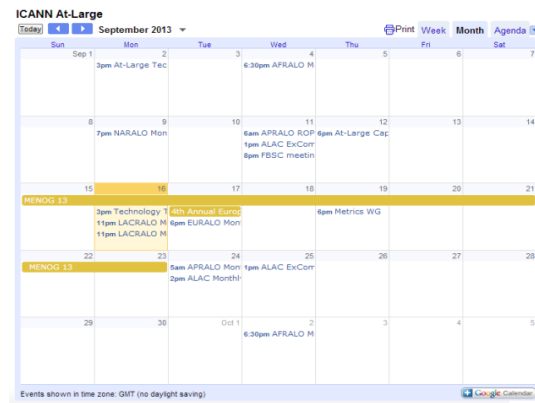 ICANN At-Large
Today September 2013 Print Week Month Agenda
Sun Mon Tue Wed Thu Fri Sat
Sep 1 2 3 4 5 6 7
3pm At-Large Tec 6:30pm AFRALO M
8 9 10 11 12 13 14
7pm NARALO Mon 6am APRALO ROP 6pm At-Large Cap
1pm ALAC ExCom
8pm FBSC meetin
15 16 17 18 19 20 21
MENOG 13
3pm Technology T 4th Annual Europ 6pm Metrics WG
11pm LACRALO M 6pm EURALO Mon
11pm LACRALO M
22 23 24 25 26 27 28
MENOG 13 5am APRALO Mon 1pm ALAC ExCom
2pm ALAC Monthl
29 30 Oct 1 2 3 4 5
6:30pm AFRALO M
Events shown in time zone: GMT (no daylight saving) Google Calendar